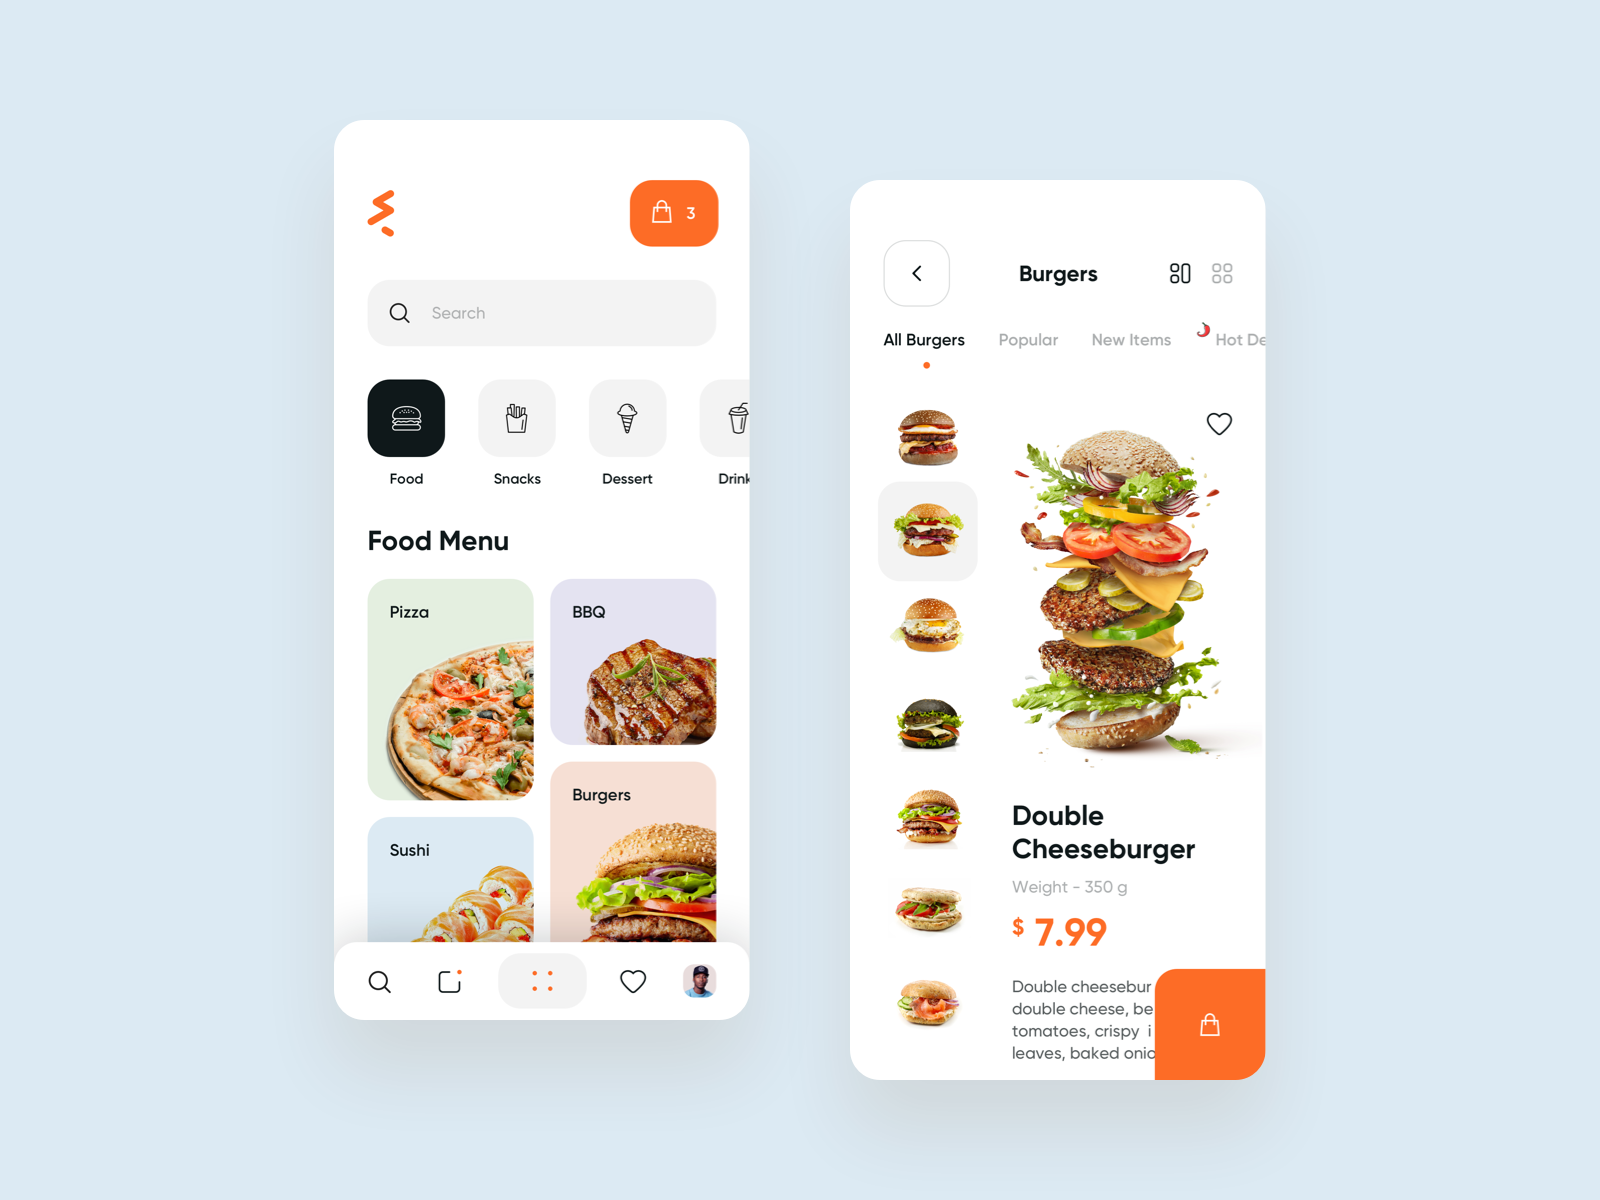 3
Search
Food
Snacks
Dessert
Drink
Food Menu
Pizza
BBQ
Burgers
Sushi
Burgers
All Burgers
Popular
New Items
Hot De
Double
Cheeseburger
Weight - 350 g
$ 7.99
Double cheesebur
double cheese, be
tomatoes, crispy i
leaves, baked onio